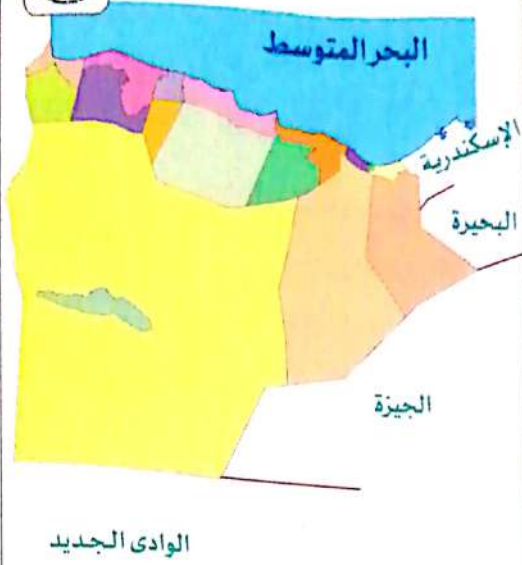 البحر المتوسط
الإسكندرية
البحيرة
الجيزة
الوادى الجديد